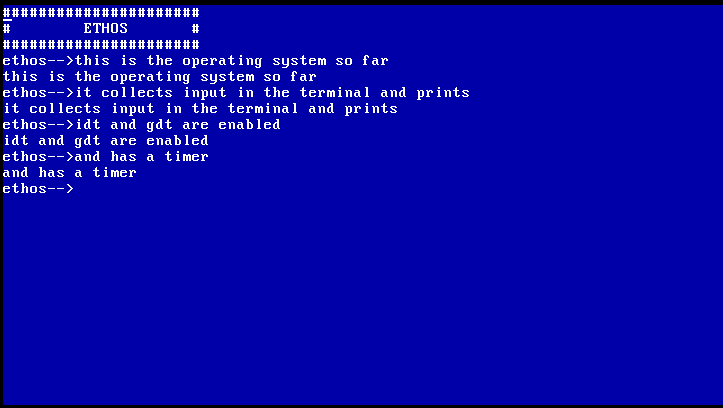 ######################
#        ETHOS       #
######################
ethos-->this is the operating system so far
this is the operating system so far
ethos-->it collects input in the terminal and prints
it collects input in the terminal and prints
ethos-->idt and gdt are enabled
idt and gdt are enabled
ethos-->and has a timer
and has a timer
ethos-->